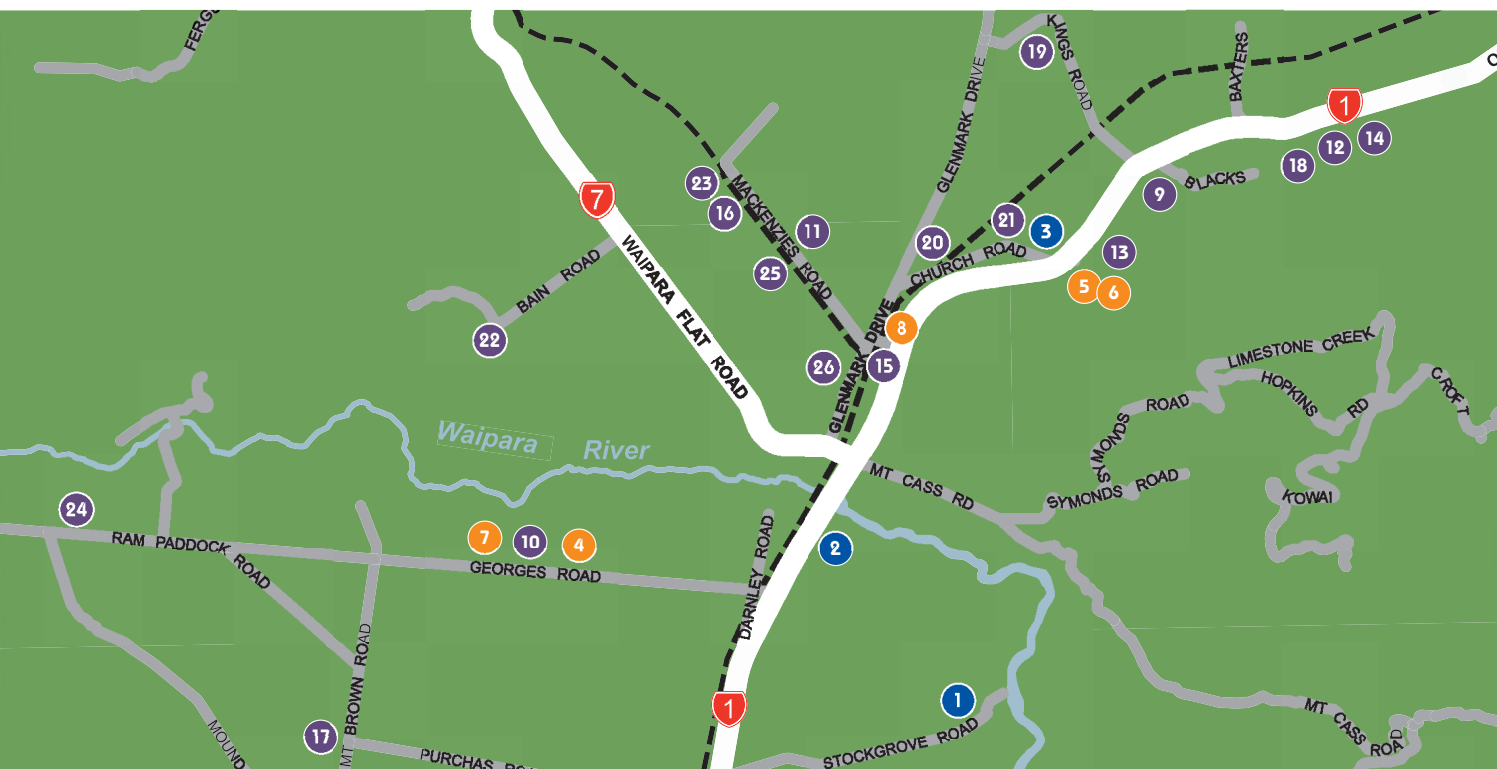 FERGU
KINGS ROAD
19
BAXTERS
GLENMARK DRIVE
1
14
12
18
BLACKS
9
23
16
MACKENZIES ROAD
11
25
7
WAIPARA FLAT ROAD
BAIN ROAD
22
21
3
20
CHURCH ROAD
13
5
6
8
GLENMARK DRIVE
15
26
LIMESTONE CREEK
HOPKINS RD
CROFT
SYMONDS ROAD
SYMONDS ROAD
KOWAI
Waipara River
MT CASS RD
24
RAM PADDOCK ROAD
7
10
4
GEORGES ROAD
DARNLEY ROAD
2
MT BROWN ROAD
17
MOUND
PURCHAS RO
1
1
STOCKGROVE ROAD
MT CASS ROAD